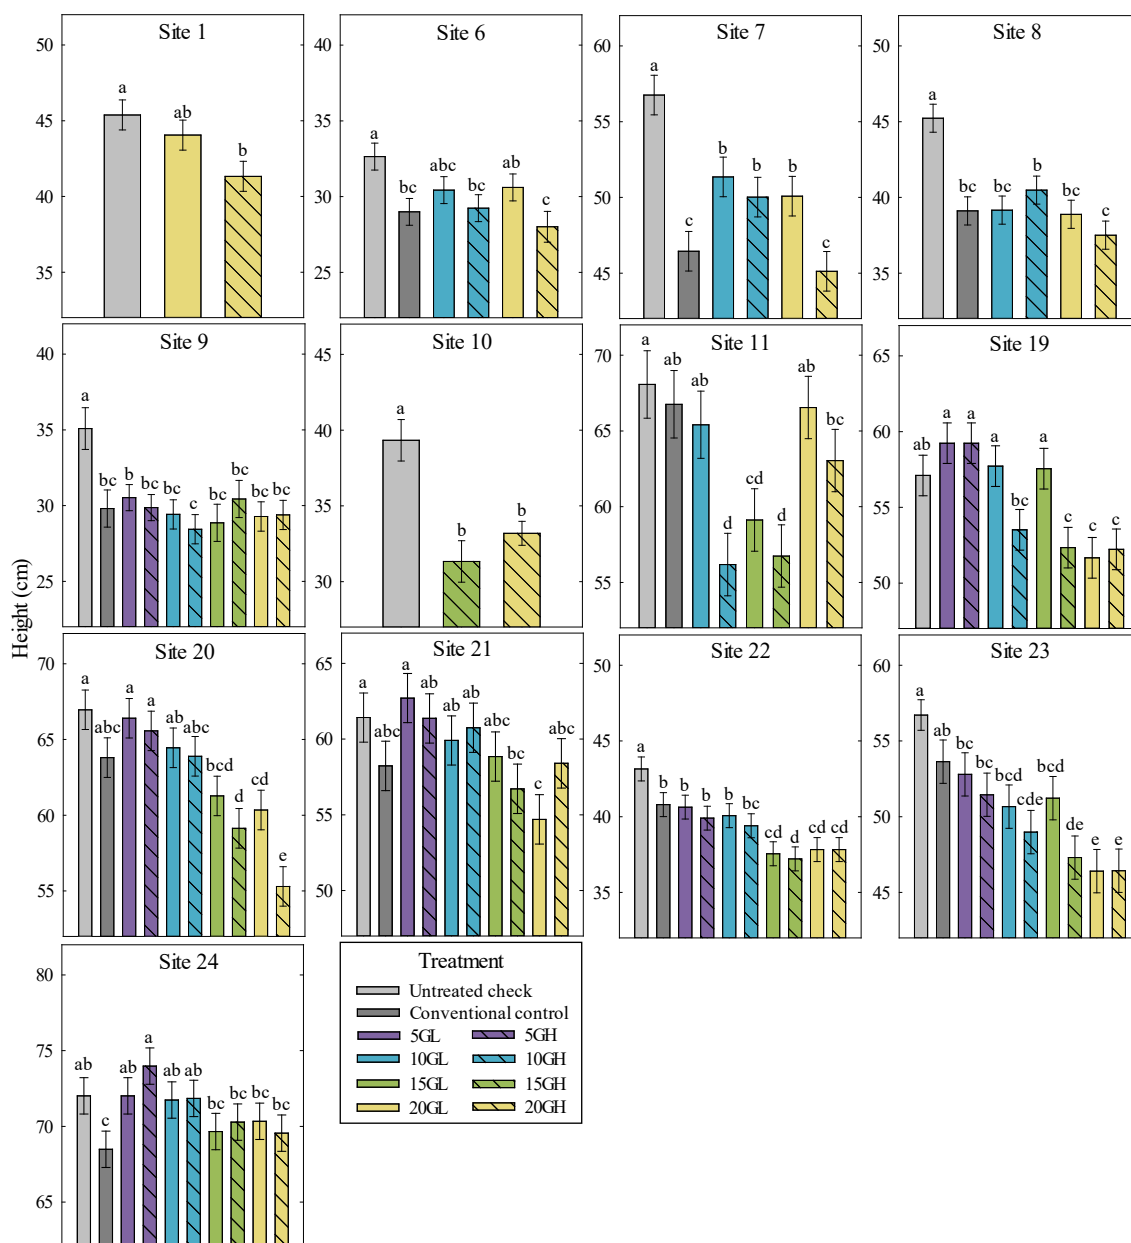 Height (cm)
Site 1
50
45
40
35
a
ab
b
Site 6
40
35
30
25
a
bc
abc
bc
ab
c
Site 7
60
55
50
45
a
c
b
b
b
c
Site 8
50
45
40
35
a
bc
bc
b
bc
c
Site 9
40
35
30
25
a
bc
b
bc
bc
c
bc
bc
bc
bc
Site 10
45
40
35
30
a
b
b
Site 11
70
65
60
55
a
ab
ab
d
cd
d
ab
bc
Site 19
65
60
55
50
ab
a
a
a
bc
a
c
c
c
Site 20
70
65
60
55
a
abc
a
a
ab
abc
bcd
d
cd
e
Site 21
65
60
55
50
a
abc
a
ab
ab
ab
abc
bc
c
abc
Site 22
50
45
40
35
a
b
b
b
b
bc
cd
d
cd
cd
Site 23
60
55
50
45
a
ab
bc
bc
bcd
cde
bcd
de
e
e
Site 24
80
75
70
65
ab
c
ab
a
ab
ab
bc
bc
bc
bc
Treatment
Untreated check
Conventional control
5GL 5GH
10GL 10GH
15GL 15GH
20GL 20GH